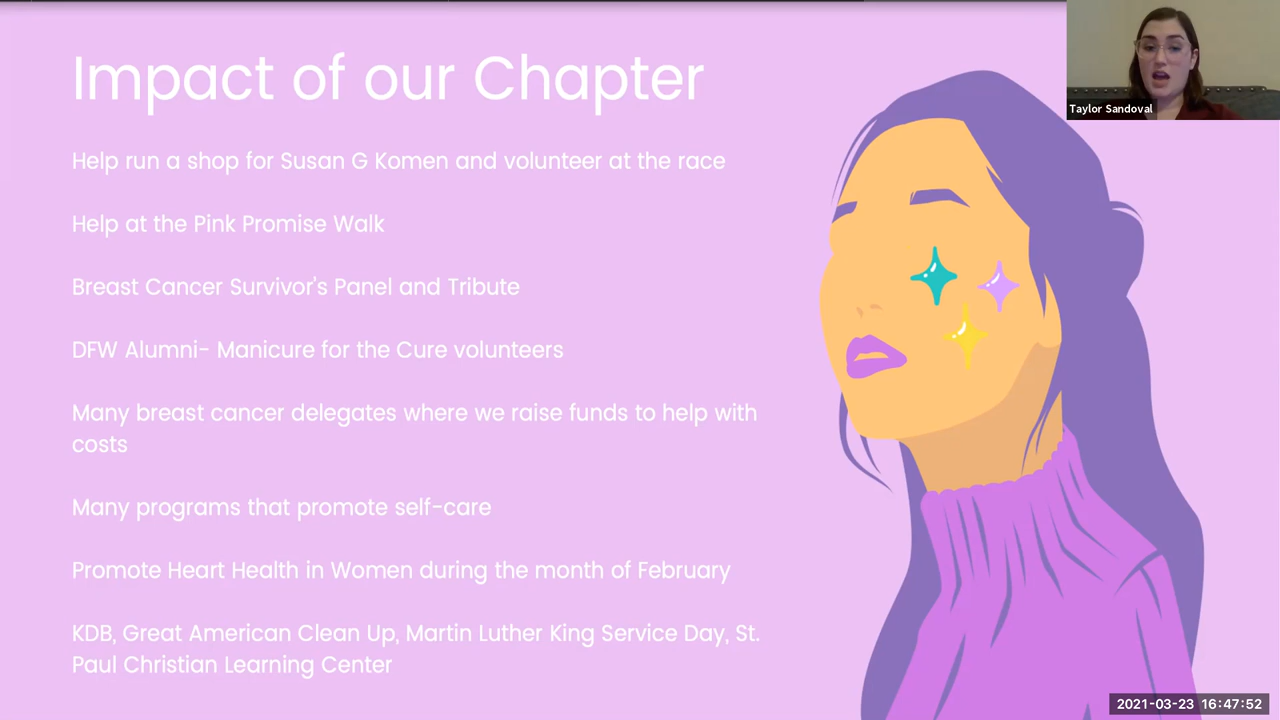 Impact of our Chapter
Taylor Sandoval
Help run a shop for Susan G Komen and volunteer at the race
Help at the Pink Promise Walk
Breast Cancer Survivor's Panel and Tribute
DFW Alumni- Manicure for the Cure volunteers
Many breast cancer delegates where we raise funds to help with
costs
Many programs that promote self-care
Promote Heart Health in Women during the month of February
KDB, Great American Clean Up, Martin Luther King Service Day, St.
Paul Christian Learning Center
2021-03-23 16:47:52